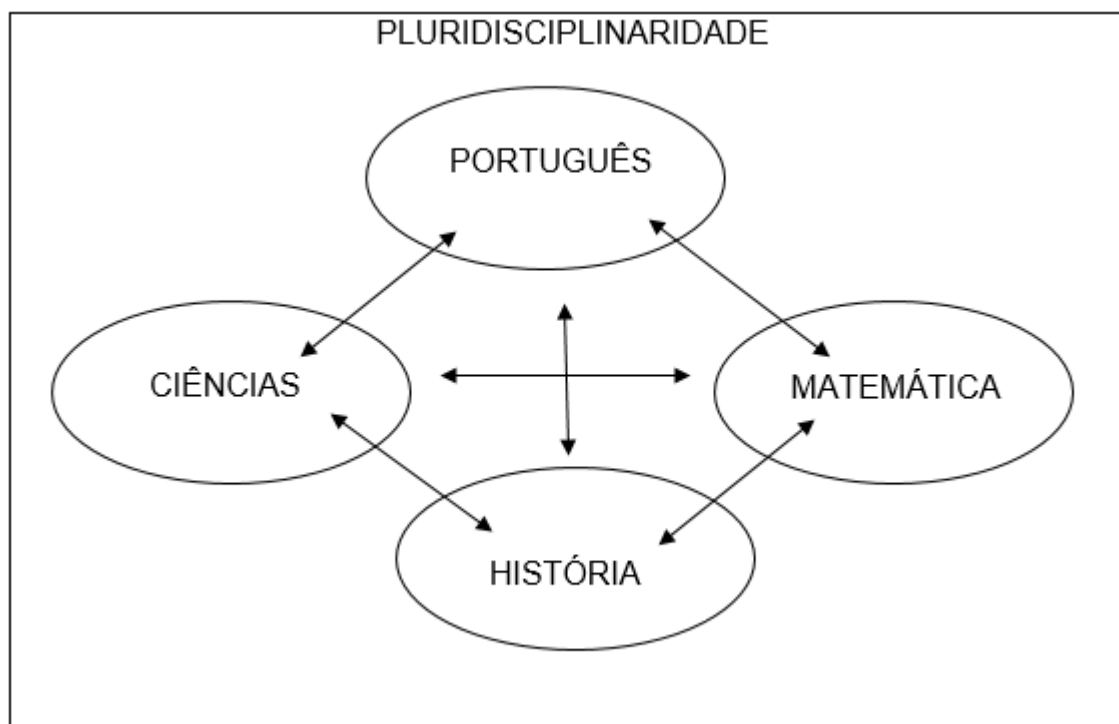 PLURIDISCIPLINARIDADE
PORTUGUÊS
CIÊNCIAS
MATEMÁTICA
HISTÓRIA